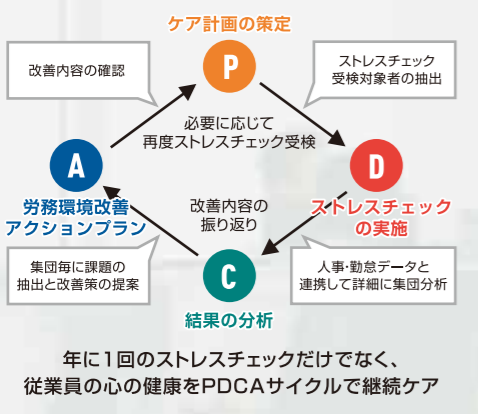 ケア計画の策定
P
改善内容の確認
ストレスチェック
受検対象者の抽出
必要に応じて
再度ストレスチェック受検
A
労務環境改善
アクションプラン
D
ストレスチェック
の実施
改善内容の
振り返り
集団毎に課題の
抽出と改善策の提案
C
結果の分析
人事・勤怠データと
連携して詳細に集団分析
年に1回のストレスチェックだけでなく、
従業員の心の健康をPDCAサイクルで継続ケア